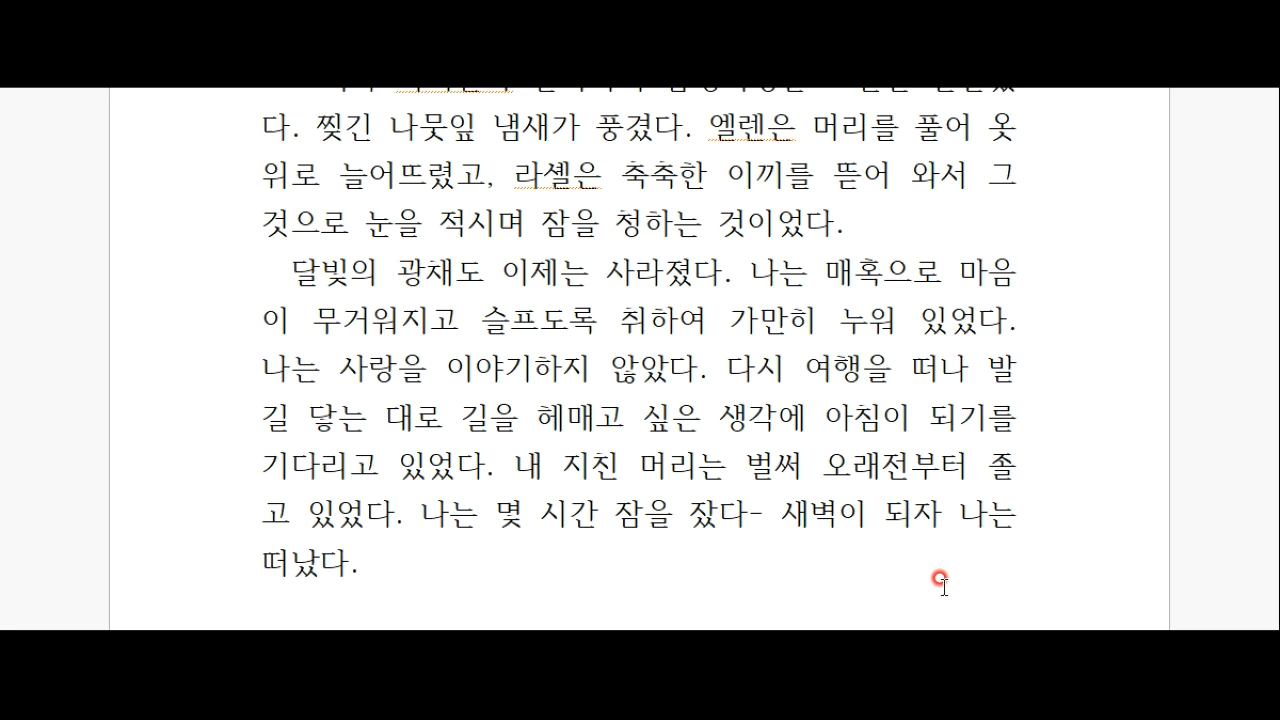 다. 찢긴 나뭇잎 냄새가 풍겼다. 엘렌은 머리를 풀어 옷
위로 늘어뜨렸고, 라셸은 축축한 이끼를 뜯어 와서 그
것으로 눈을 적시며 잠을 청하는 것이었다.
달빛의 광채도 이제는 사라졌다. 나는 매혹으로 마음
이 무거워지고 슬프도록 취하여 가만히 누워 있었다.
나는 사랑을 이야기하지 않았다. 다시 여행을 떠나 발
길 닿는 대로 길을 헤매고 싶은 생각에 아침이 되기를
기다리고 있었다. 내 지친 머리는 벌써 오래전부터 졸
고 있었다. 나는 몇 시간 잠을 잤다- 새벽이 되자 나는
떠났다.